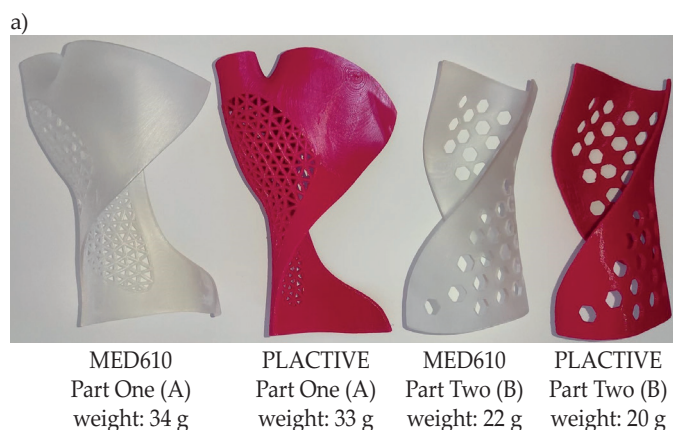 a)
MED610 PLACTIVE MED610 PLACTIVE
Part One (A) Part One (A) Part Two (B) Part Two (B)
weight: 34 g weight: 33 g weight: 22 g weight: 20 g